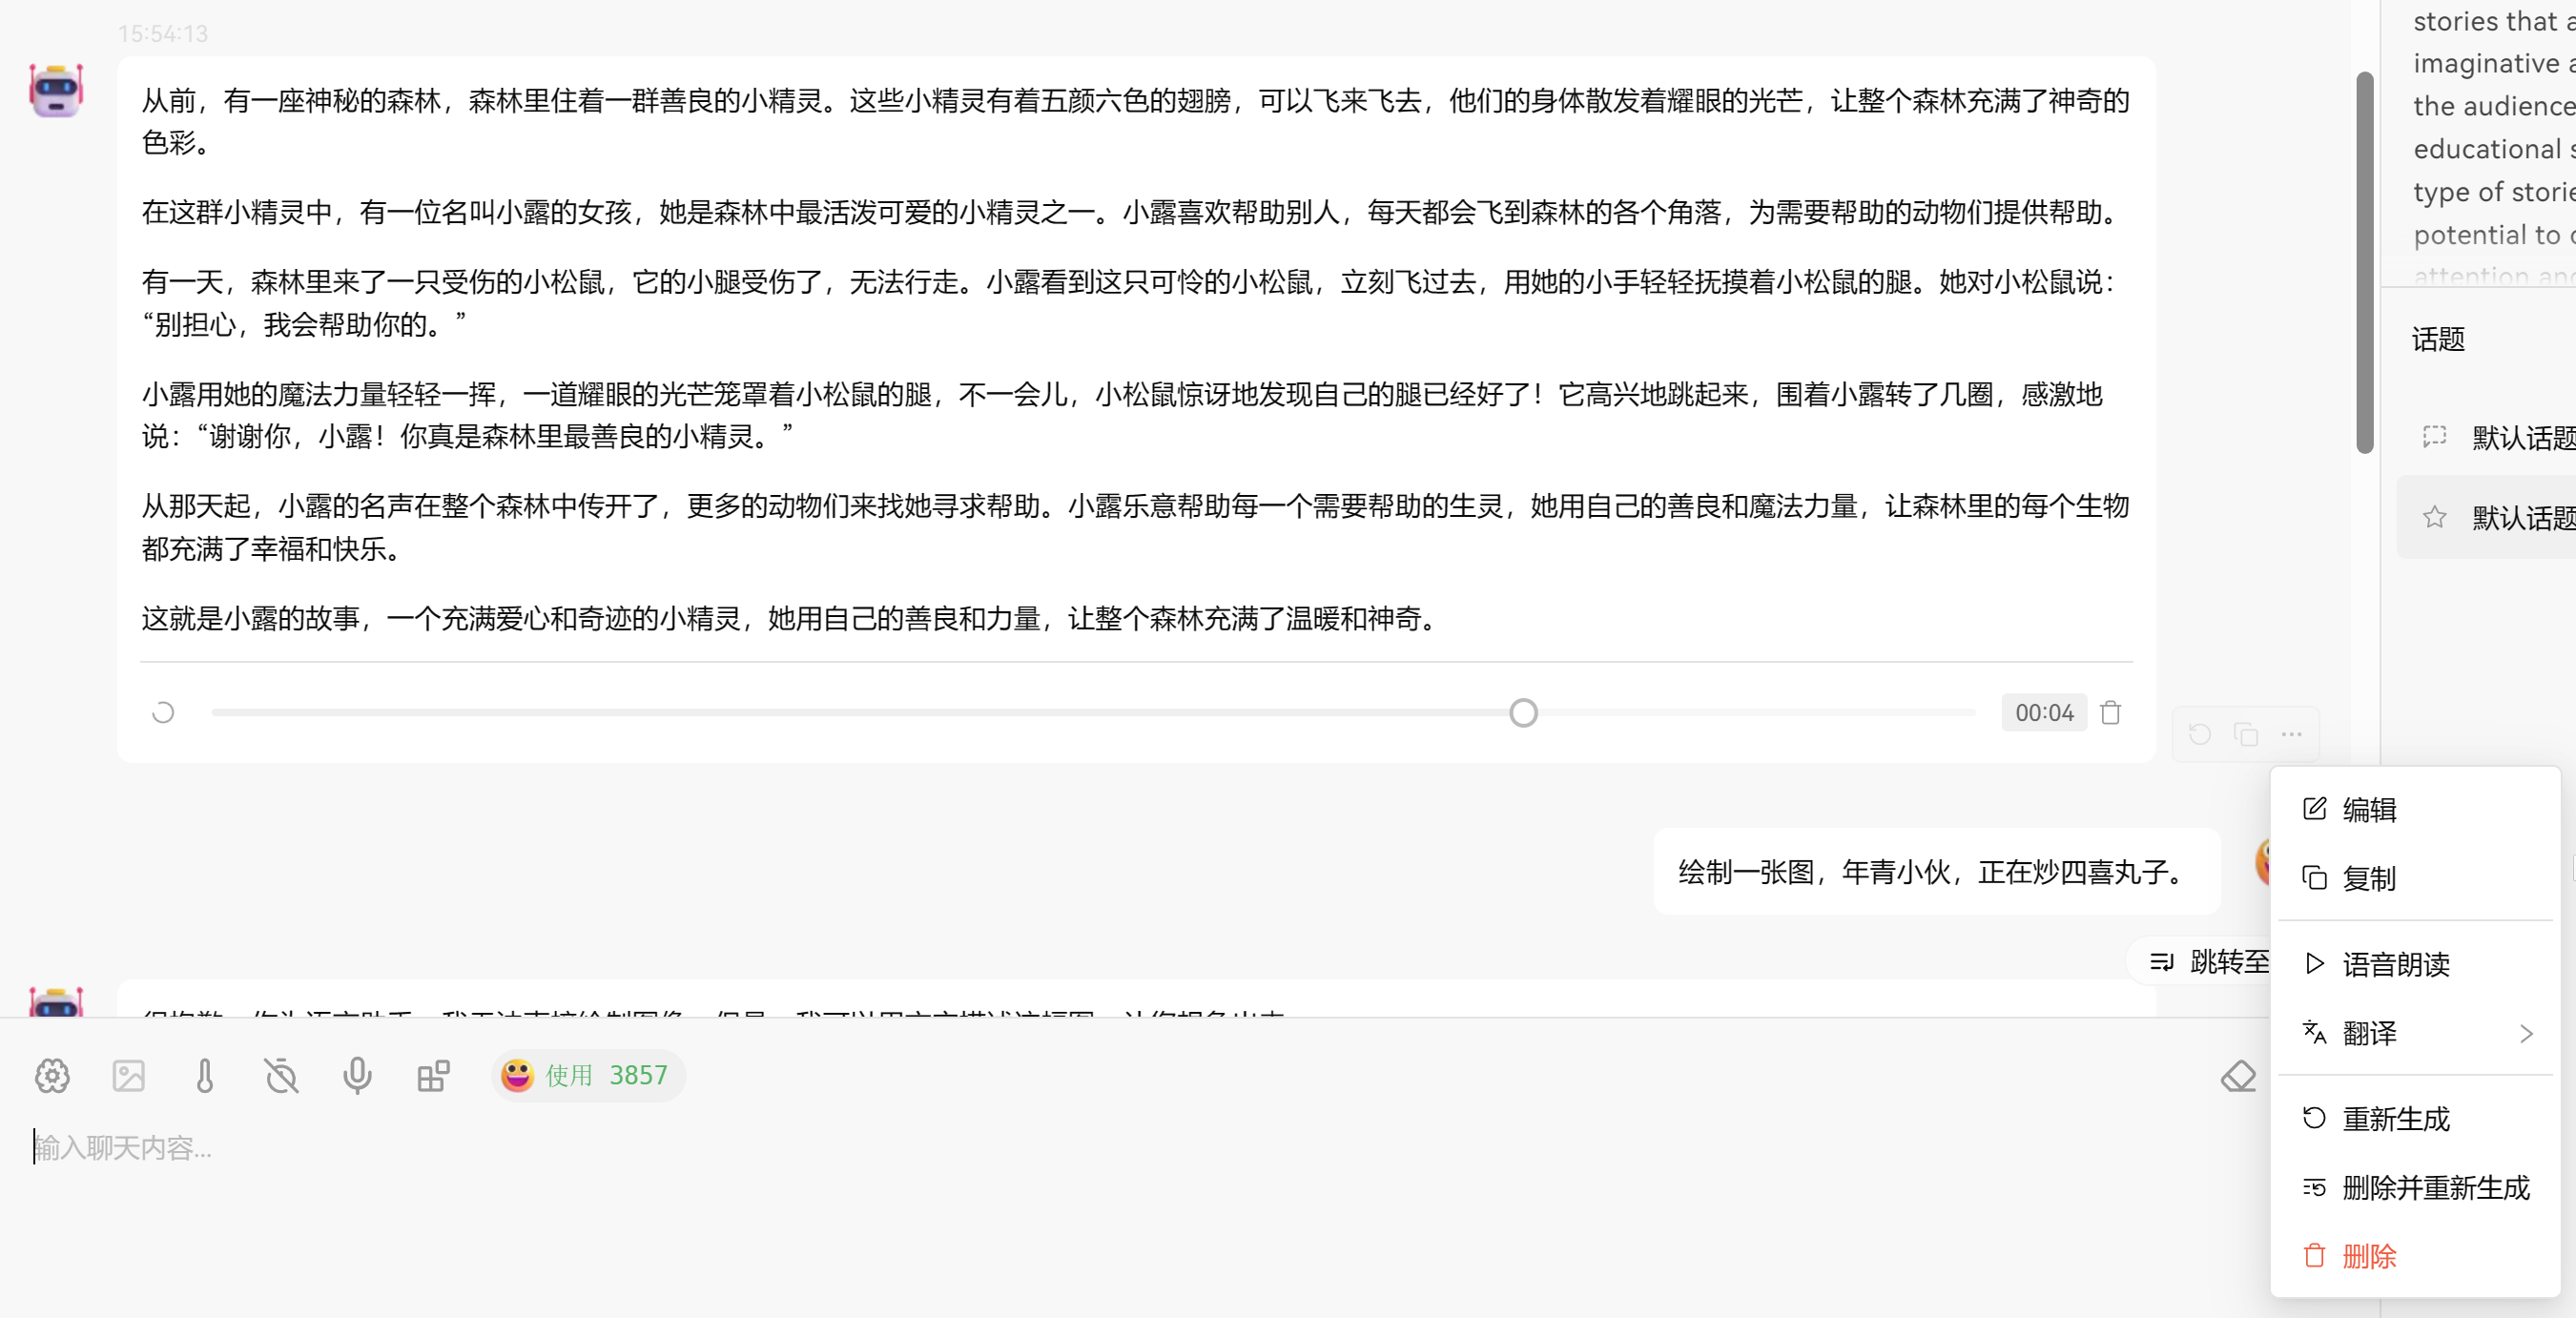 15:54:13
从前，有一座神秘的森林，森林里住着一群善良的小精灵。这些小精灵有着五颜六色的翅膀，可以飞来飞去，他们的身体散发着耀眼的光芒，让整个森林充满了神奇的
色彩。
在这群小精灵中，有一位名叫小露的女孩，她是森林中最活泼可爱的小精灵之一。小露喜欢帮助别人，每天都会飞到森林的各个角落，为需要帮助的动物们提供帮助。
有一天，森林里来了一只受伤的小松鼠，它的小腿受伤了，无法行走。小露看到这只可怜的小松鼠，立刻飞过去，用她的小手轻轻抚摸着小松鼠的腿。她对小松鼠说：
“别担心，我会帮助你的。”
小露用她的魔法力量轻轻一挥，一道耀眼的光芒笼罩着小松鼠的腿，不一会儿，小松鼠惊讶地发现自己的腿已经好了！它高兴地跳起来，围着小露转了几圈，感激地
说：“谢谢你，小露！你真是森林里最善良的小精灵。”
从那天起，小露的名声在整个森林中传开了，更多的动物们来找她寻求帮助。小露乐意帮助每一个需要帮助的生灵，她用自己的善良和魔法力量，让森林里的每个生物
都充满了幸福和快乐。
这就是小露的故事，一个充满爱心和奇迹的小精灵，她用自己的善良和力量，让整个森林充满了温暖和神奇。
00:04
绘制一张图，年青小伙，正在炒四喜丸子。
跳转至
使用 3857
输入聊天内容...
stories that
imaginative
the audience
educational
type of
potential to
attention
话题
默认话题
默认话题
编辑
复制
语音朗读
翻译
重新生成
删除并重新生成
删除